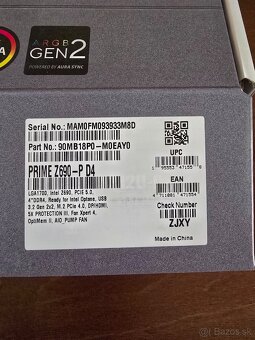 ARGB
GEN2
POWERED BY AURA SYNC
Serial No.: MAM0FM093933M8D
Part No.: 90MB18P0-M0EAY0
UPC
PRIME Z690-P D4
LGA1700, Intel Z690, PCIE 5.0,
4*DDR4, Ready for Intel Optane, USB
3.2 Gen 2x2, M.2 PCIe 4.0, DP/HDMI,
5X PROTECTION III, Fan Xpert 4,
OptiMem II, AIO_PUMP FAN
EAN
Check Number
ZJXY
Made in China
bazos.sk